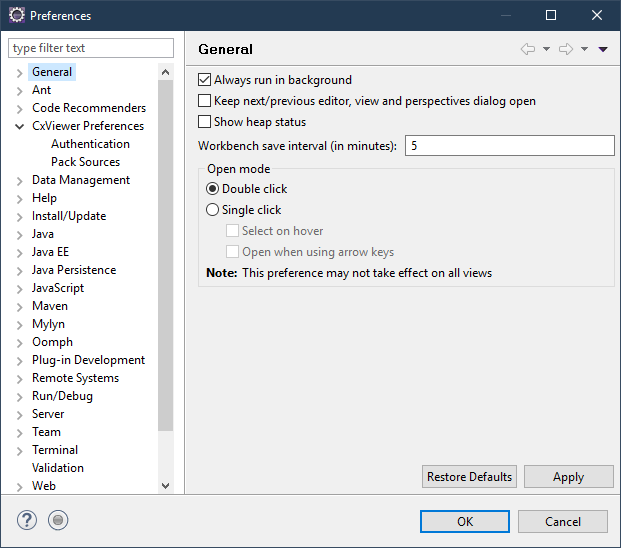 Preferences
type filter text
General
Ant
Code Recommenders
CxViewer Preferences
Authentication
Pack Sources
Data Management
Help
Install/Update
Java
Java EE
Java Persistence
JavaScript
Maven
Mylyn
Oomph
Plug-in Development
Remote Systems
Run/Debug
Server
Team
Terminal
Validation
Web
General
Always run in background
Keep next/previous editor, view and perspectives dialog open
Show heap status
Workbench save interval (in minutes): 5
Open mode
Double click
Single click
Select on hover
Open when using arrow keys
Note: This preference may not take effect on all views
Restore Defaults Apply
? OK Cancel